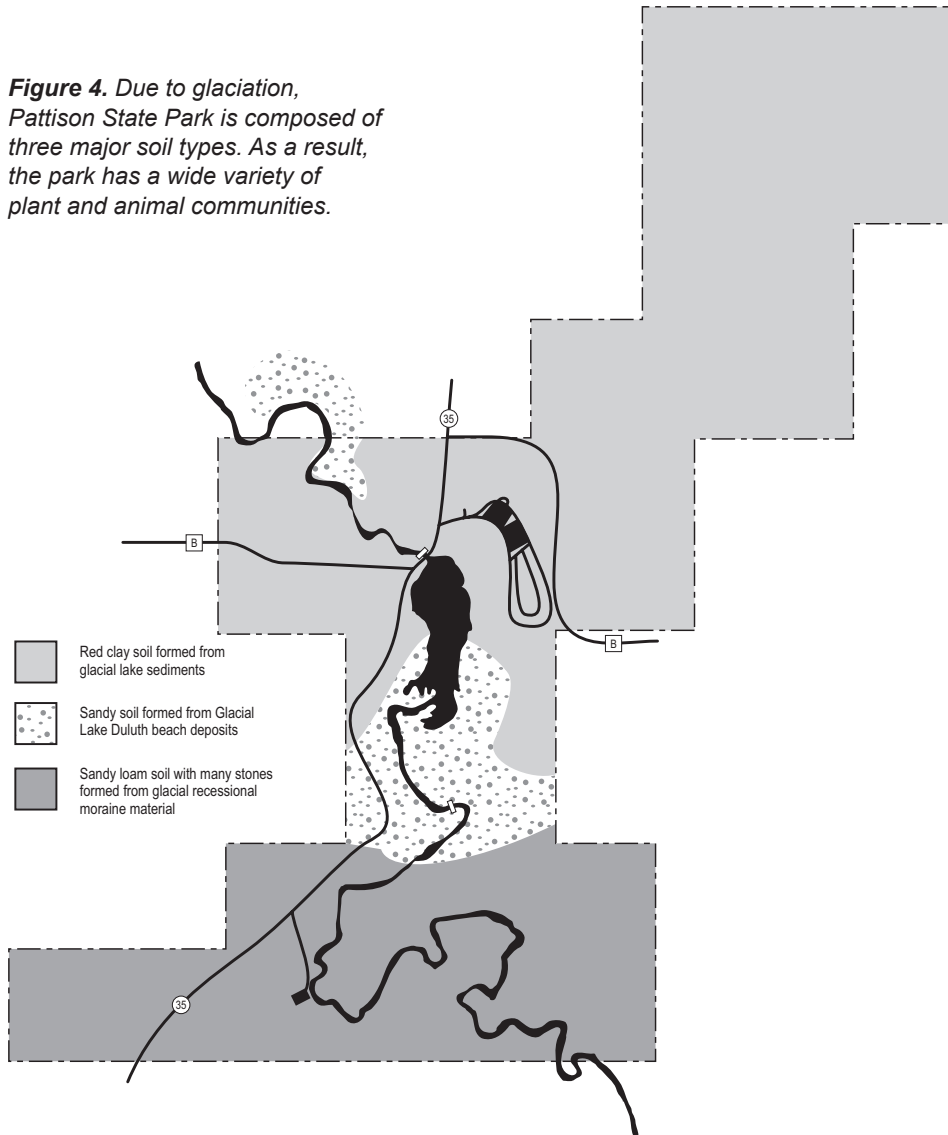 Figure 4. Due to glaciation,
Pattison State Park is composed of
three major soil types. As a result,
the park has a wide variety of
plant and animal communities.
35
B
B
Red clay soil formed from
glacial lake sediments
Sandy soil formed from Glacial
Lake Duluth beach deposits
Sandy loam soil with many stones
formed from glacial recessional
moraine material
35